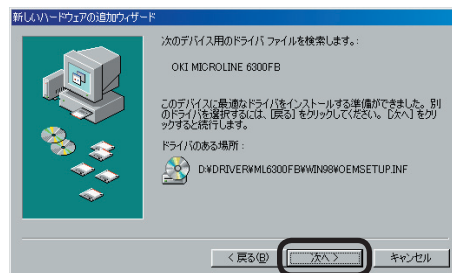 新しいハードウェアの追加ウィザード
次のデバイス用のドライバ ファイルを検索します。:
OKI MICROLINE 6300FB
このデバイスに最適なドライバをインストールする準備ができました。別
のドライバを選択するには、[戻る] をクリックしてください。[次へ] をクリ
ックすると続行します。
ドライバのある場所 :
D:¥DRIVER¥ML6300FB¥WIN98¥OEMSETUP.INF
< 戻る(B)
次へ >
キャンセル